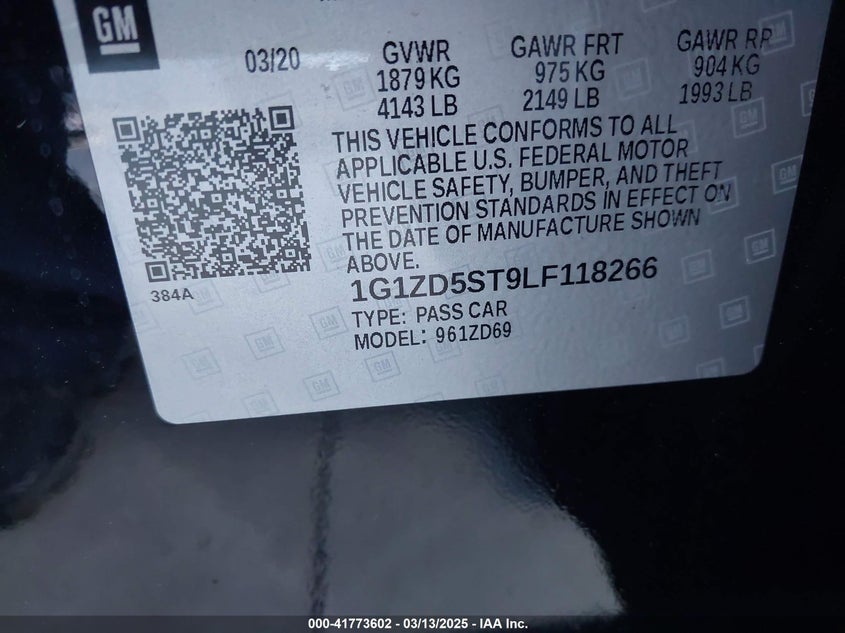 GM
03/20 GVWR GAWR FRT GAWR RR
1879 KG 975 KG 904 KG
4143 LB 2149 LB 1993 LB
THIS VEHICLE CONFORMS TO ALL
APPLICABLE U.S. FEDERAL MOTOR
VEHICLE SAFETY, BUMPER, AND THEFT
PREVENTION STANDARDS IN EFFECT ON
THE DATE OF MANUFACTURE SHOWN
ABOVE.
384A
1G1ZD5ST9LF118266
TYPE: PASS CAR
MODEL: 961ZD69
000-41773602 - 03/13/2025 - IAA Inc.